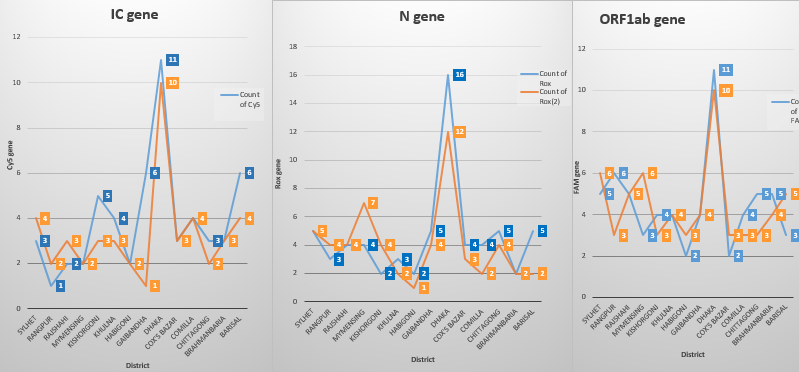 IC gene
12
10
8
6
4
2
0
Cy5 gene
3
1
2
5
4
6
11
3
6
4
2
3
2
3
1
10
3
4
2
3
4
Count
of Cy5
SYLHET
RANGPUR
RAJSHAHI
MYMENSING
KISHORGONJ
KHULNA
HABIGONJ
GAIBANDHA
DHAKA
COX'S BAZAR
COMILLA
CHITTAGONG
BRAHMANBARIA
BARISAL
District
N gene
18
16
14
12
10
8
6
4
2
0
Rox gene
3
4
4
2
3
2
5
16
4
4
5
5
5
4
4
7
4
2
1
4
12
3
2
4
2
2
Count of
Rox
Count of
Rox(2)
SYLHET
RANGPUR
RAJSHAHI
MYMENSING
KISHORGONJ
KHULNA
HABIGONJ
GAIBANDHA
DHAKA
COX'S BAZAR
COMILLA
CHITTAGONG
BRAHMANBARIA
BARISAL
District
ORF1ab gene
12
10
8
6
4
2
0
FAM gene
5
6
5
3
4
2
11
2
4
5
5
3
6
3
6
3
4
3
4
10
3
3
3
4
5
Co
of
FA
SYLHET
RANGPUR
RAJSHAHI
MYMENSING
KISHORGONJ
KHULNA
HABIGONJ
GAIBANDHA
DHAKA
COX'S BAZAR
COMILLA
CHITTAGONG
BRAHMANBARIA
BARISAL
District